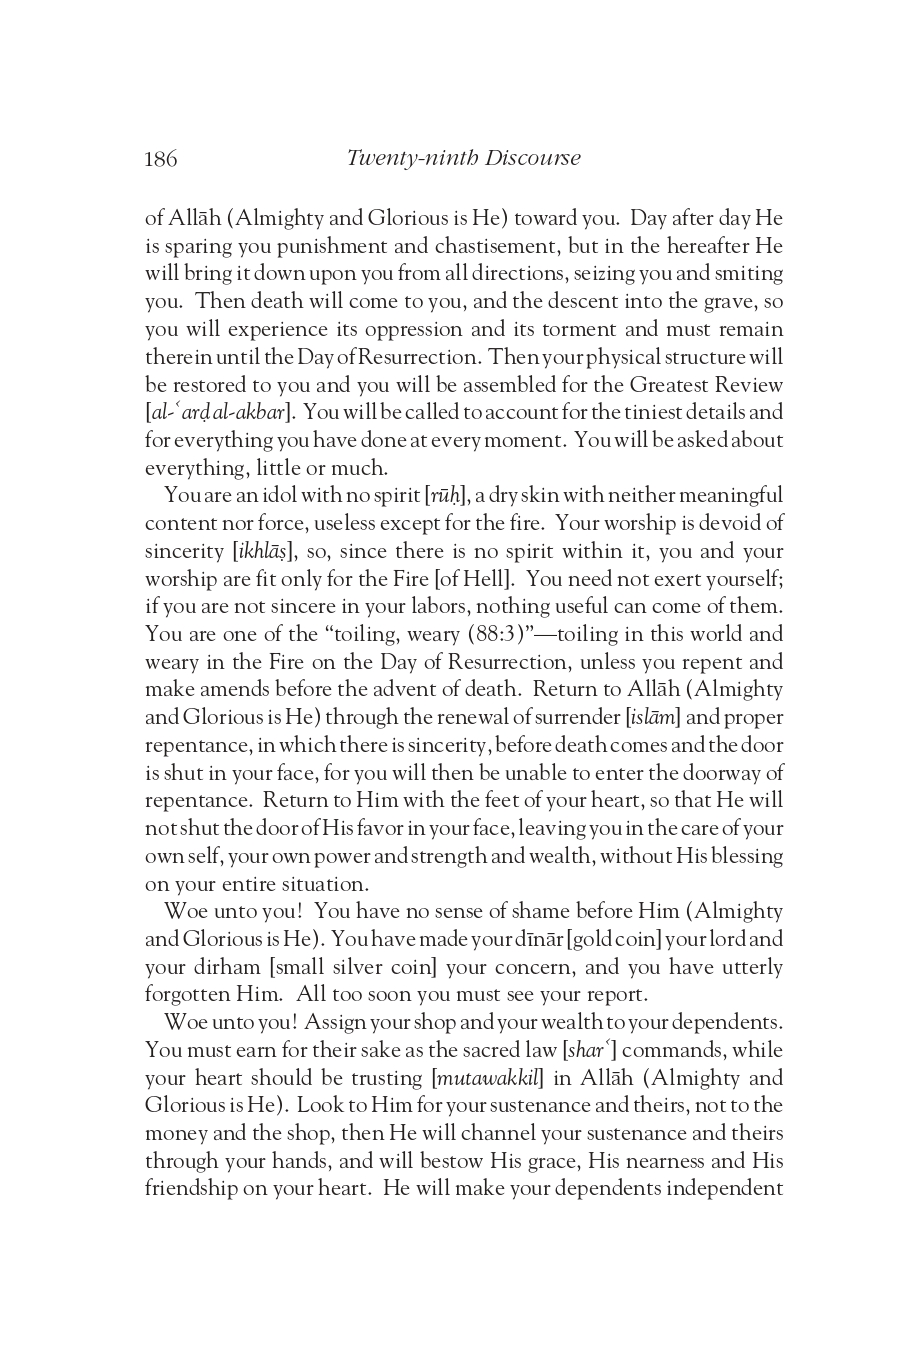 186
Twenty-ninth Discourse
of Allāh (Almighty and Glorious is He) toward you.  Day after day He
is sparing you punishment and chastisement, but in the hereafter He
will bring it down upon you from all directions, seizing you and smiting
you.  Then death will come to you, and the descent into the grave, so
you will experience its oppression and its torment and must remain
therein until the Day of Resurrection. Then your physical structure will
be restored to you and you will be assembled for the Greatest Review
[al-ʿarḍ al-akbar].  You will be called to account for the tiniest details and
for everything you have done at every moment.  You will be asked about
everything, little or much.
You are an idol with no spirit [rūḥ], a dry skin with neither meaningful
content nor force, useless except for the fire.  Your worship is devoid of
sincerity [ikhlāṣ], so, since there is no spirit within it, you and your
worship are fit only for the Fire [of Hell].  You need not exert yourself;
if you are not sincere in your labors, nothing useful can come of them.
You are one of the “toiling, weary (88:3)”—toiling in this world and
weary in the Fire on the Day of Resurrection, unless you repent and
make amends before the advent of death.  Return to Allāh (Almighty
and Glorious is He) through the renewal of surrender [islām] and proper
repentance, in which there is sincerity, before death comes and the door
is shut in your face, for you will then be unable to enter the doorway of
repentance.  Return to Him with the feet of your heart, so that He will
not shut the door of His favor in your face, leaving you in the care of your
own self, your own power and strength and wealth, without His blessing
on your entire situation.
Woe unto you!  You have no sense of shame before Him (Almighty
and Glorious is He).  You have made your dīnār [gold coin] your lord and
your dirham [small silver coin] your concern, and you have utterly
forgotten Him.  All too soon you must see your report.
Woe unto you!  Assign your shop and your wealth to your dependents.
You must earn for their sake as the sacred law [sharʿ] commands, while
your heart should be trusting [mutawakkil] in Allāh (Almighty and
Glorious is He).  Look to Him for your sustenance and theirs, not to the
money and the shop, then He will channel your sustenance and theirs
through your hands, and will bestow His grace, His nearness and His
friendship on your heart.  He will make your dependents independent